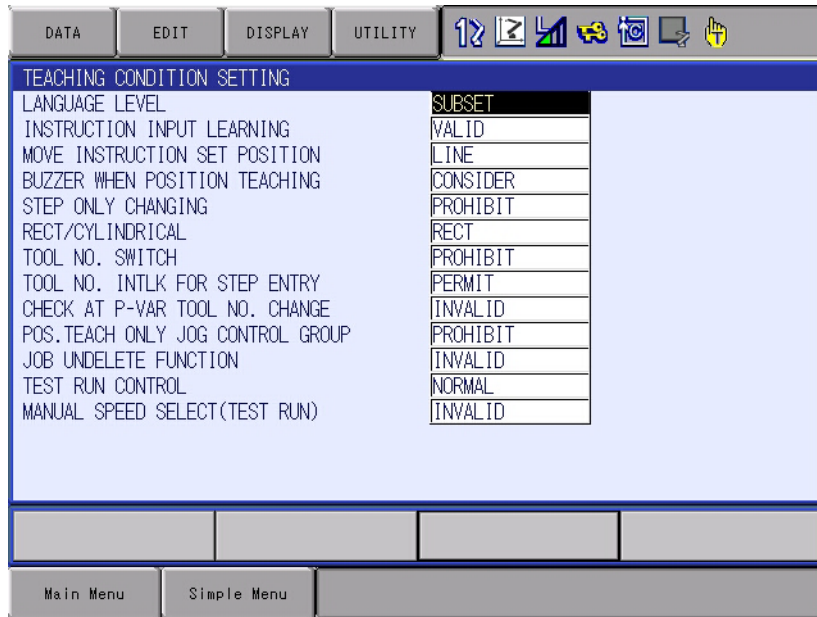 DATA EDIT DISPLAY UTILITY
TEACHING CONDITION SETTING
LANGUAGE LEVEL SUBSET
INSTRUCTION INPUT LEARNING VALID
MOVE INSTRUCTION SET POSITION LINE
BUZZER WHEN POSITION TEACHING CONSIDER
STEP ONLY CHANGING PROHIBIT
RECT/CYLINDRICAL RECT
TOOL NO. SWITCH PROHIBIT
TOOL NO. INTLK FOR STEP ENTRY PERMIT
CHECK AT P-VAR TOOL NO. CHANGE INVALID
POS.TEACH ONLY JOG CONTROL GROUP PROHIBIT
JOB UNDELETE FUNCTION INVALID
TEST RUN CONTROL NORMAL
MANUAL SPEED SELECT(TEST RUN) INVALID
Main Menu Simple Menu